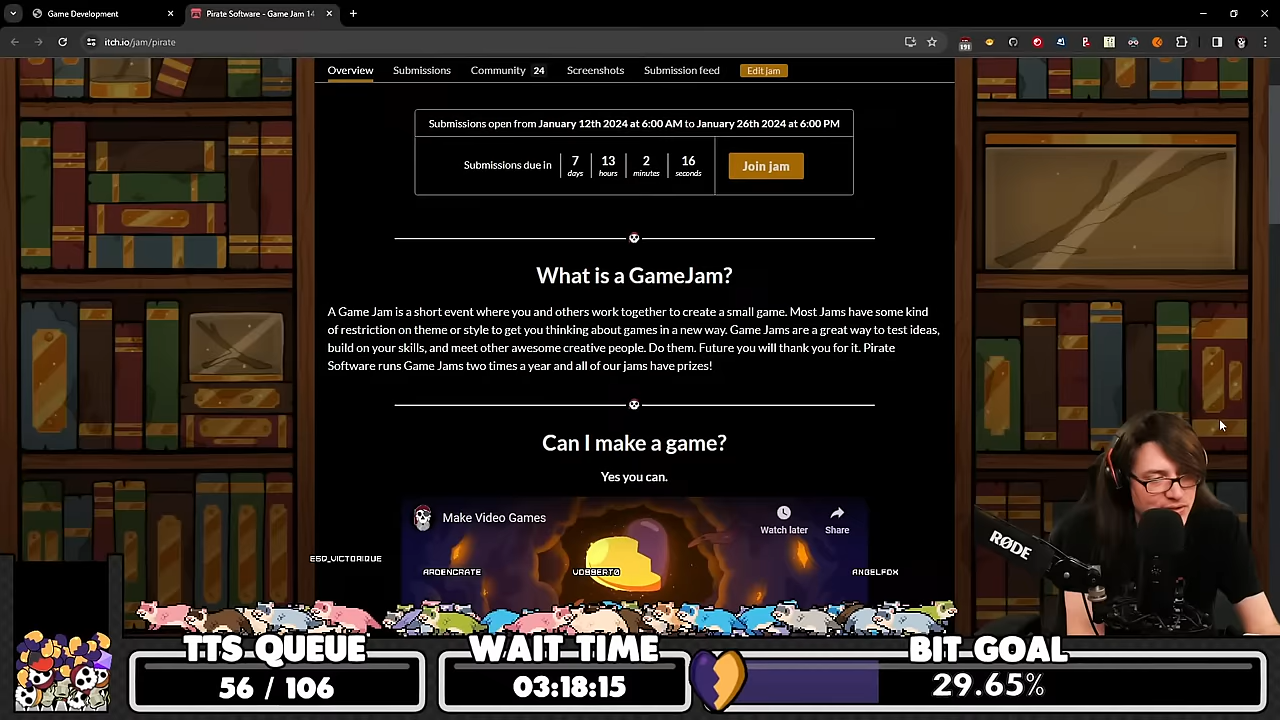 Game Development
Pirate Software - Game Jam 14
itch.io/jam/pirate
191
Overview
Submissions
Community 24
Screenshots
Submission feed
Edit jam
Submissions open from January 12th 2024 at 6:00 AM to January 26th 2024 at 6:00 PM
Submissions due in
7 days
13 hours
2 minutes
16 seconds
Join jam
What is a GameJam?
A Game Jam is a short event where you and others work together to create a small game. Most Jams have some kind
of restriction on theme or style to get you thinking about games in a new way. Game Jams are a great way to test ideas,
build on your skills, and meet other awesome creative people. Do them. Future you will thank you for it. Pirate
Software runs Game Jams two times a year and all of our jams have prizes!
Can I make a game?
Yes you can.
Make Video Games
Watch later
Share
RØDE
ESQ_VICTORIQUE
ARDENCRATE
VOBBERTO
ANGELFOX
TTS QUEUE
WAIT TIME
BIT GOAL
56 / 106
03:18:15
29.65%